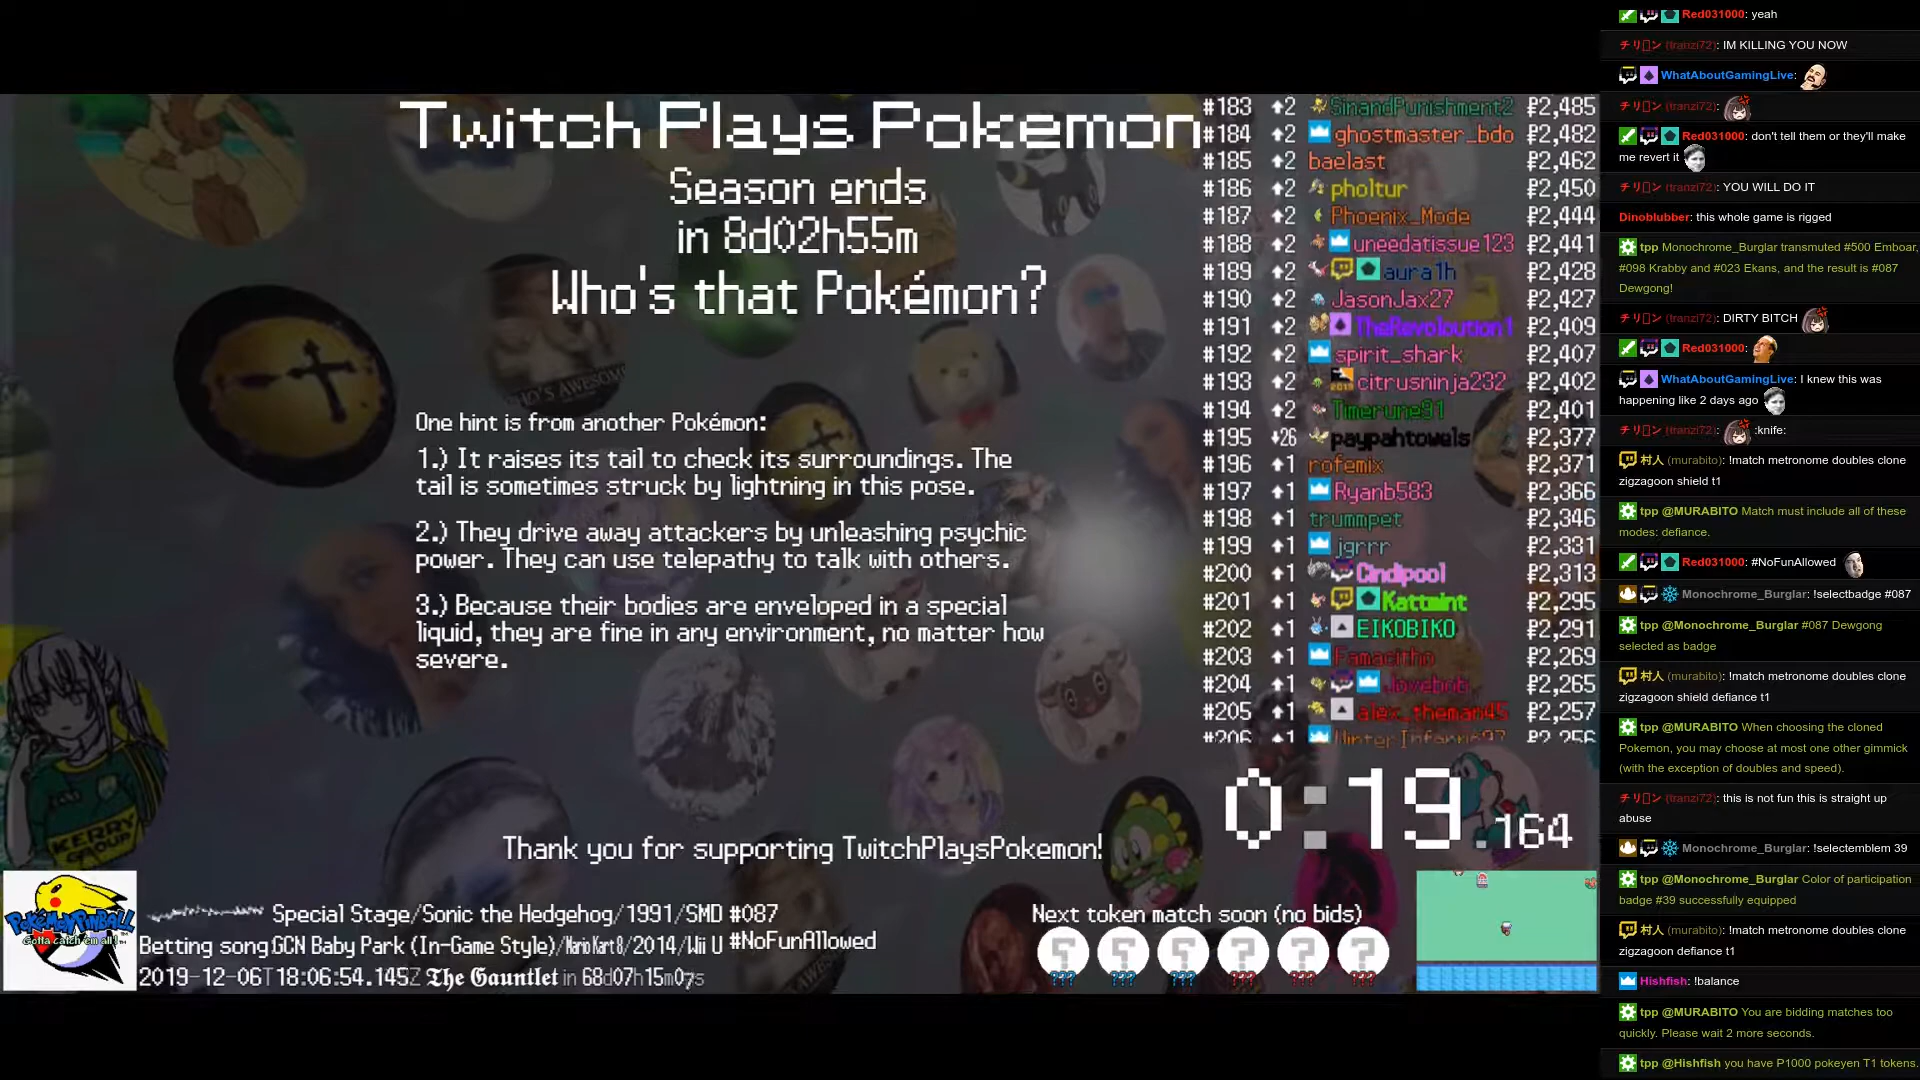 Twitch Plays Pokemon
Season ends
in 8d02h55m
Who's that Pokémon?
One hint is from another Pokémon:
1.) It raises its tail to check its surroundings. The
tail is sometimes struck by lightning in this pose.
2.) They drive away attackers by unleashing psychic
power. They can use telepathy to talk with others.
3.) Because their bodies are enveloped in a special
liquid, they are fine in any environment, no matter how
severe.
Thank you for supporting TwitchPlaysPokemon!
Special Stage/Sonic the Hedgehog/1991/SMD #087
Betting song:GCN Baby Park (In-Game Style)/Mario Kart 8/2014/Wii U #NoFunAllowed
2019-12-06T18:06:54.145Z The Gauntlet in 68d07h15m07s
Pokémon Pinball
Gotta catch 'em all!
KERRY
GROUP
#183 2 SinandPunishment2 ₽2,485
#184 2 ghostmaster_bdo ₽2,482
#185 2 baelast ₽2,462
#186 2 pholtur ₽2,450
#187 2 Phoenix_Mode ₽2,444
#188 2 uneedatissue123 ₽2,441
#189 2 aura1h ₽2,428
#190 2 JasonJax27 ₽2,427
#191 2 TheRevoloution1 ₽2,409
#192 2 spirit_shark ₽2,407
#193 2 citrusninja232 ₽2,402
#194 2 Timerune91 ₽2,401
#195 26 paypahtowels ₽2,377
#196 1 rofemix ₽2,371
#197 1 Ryanb583 ₽2,366
#198 1 trummpet ₽2,346
#199 1 jgrrr ₽2,331
#200 1 Cindipool ₽2,313
#201 1 Kattmint ₽2,295
#202 1 EIKOBIKO ₽2,291
#203 1 Famacitho ₽2,269
#204 1 Jovebob ₽2,265
#205 1 alex_theman45 ₽2,257
#206 1 ₽2,256
0:19.164
Next token match soon (no bids)
? ? ? ? ? ?
??? ??? ??? ??? ??? ???
Red031000: yeah
(tranzi72): IM KILLING YOU NOW
WhatAboutGamingLive:
(tranzi72):
Red031000: don't tell them or they'll make
me revert it
(tranzi72): YOU WILL DO IT
Dinoblubber: this whole game is rigged
tpp Monochrome_Burglar transmuted #500 Emboar,
#098 Krabby and #023 Ekans, and the result is #087
Dewgong!
(tranzi72): DIRTY BITCH
Red031000:
WhatAboutGamingLive: I knew this was
happening like 2 days ago
(tranzi72): :knife:
村人 (murabito): !match metronome doubles clone
zigzagoon shield t1
tpp @MURABITO Match must include all of these
modes: defiance.
Red031000: #NoFunAllowed
Monochrome_Burglar: !selectbadge #087
tpp @Monochrome_Burglar #087 Dewgong
selected as badge
村人 (murabito): !match metronome doubles clone
zigzagoon shield defiance t1
tpp @MURABITO When choosing the cloned
Pokemon, you may choose at most one other gimmick
(with the exception of doubles and speed).
(tranzi72): this is not fun this is straight up
abuse
Monochrome_Burglar: !selectemblem 39
tpp @Monochrome_Burglar Color of participation
badge #39 successfully equipped
村人 (murabito): !match metronome doubles clone
zigzagoon defiance t1
Hishfish: !balance
tpp @MURABITO You are bidding matches too
quickly. Please wait 2 more seconds.
tpp @Hishfish you have P1000 pokeyen T1 tokens.